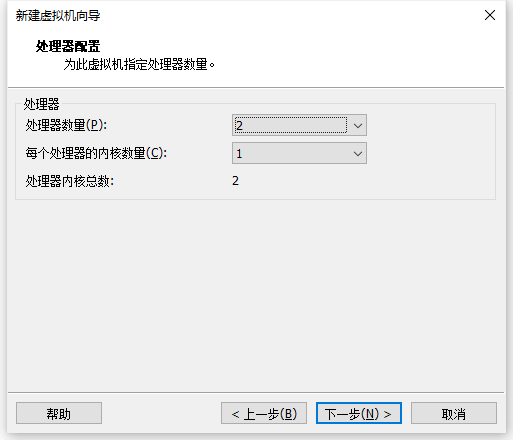 新建虚拟机向导
处理器配置
为此虚拟机指定处理器数量。
处理器
处理器数量(P): 2
每个处理器的内核数量(C): 1
处理器内核总数: 2
帮助 < 上一步(B) 下一步(N) > 取消